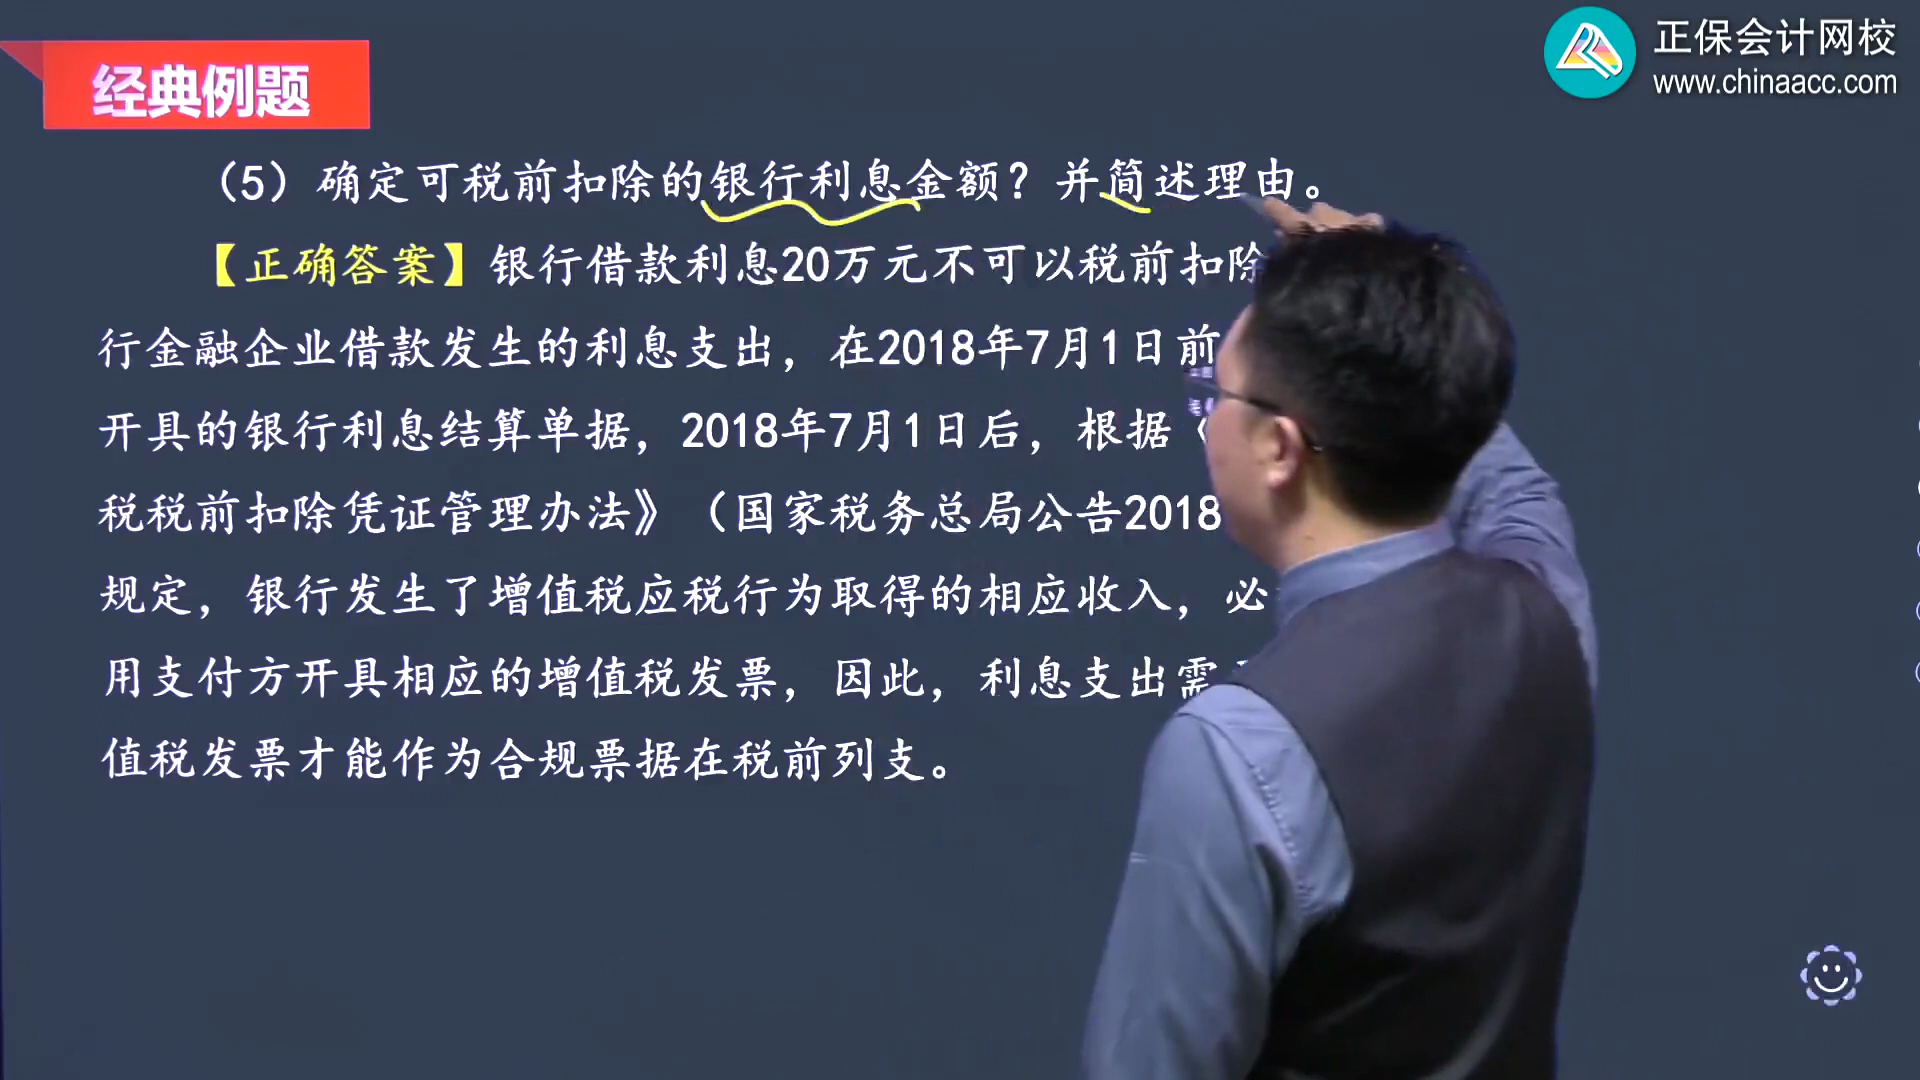 正保会计网校
www.chinaacc.com
经典例题
（5）确定可税前扣除的银行利息金额？并简述理由。
【正确答案】银行借款利息20万元不可以税前扣除
行金融企业借款发生的利息支出，在2018年7月1日前
开具的银行利息结算单据，2018年7月1日后，根据《
税税前扣除凭证管理办法》（国家税务总局公告2018
规定，银行发生了增值税应税行为取得的相应收入，必
用支付方开具相应的增值税发票，因此，利息支出需
值税发票才能作为合规票据在税前列支。